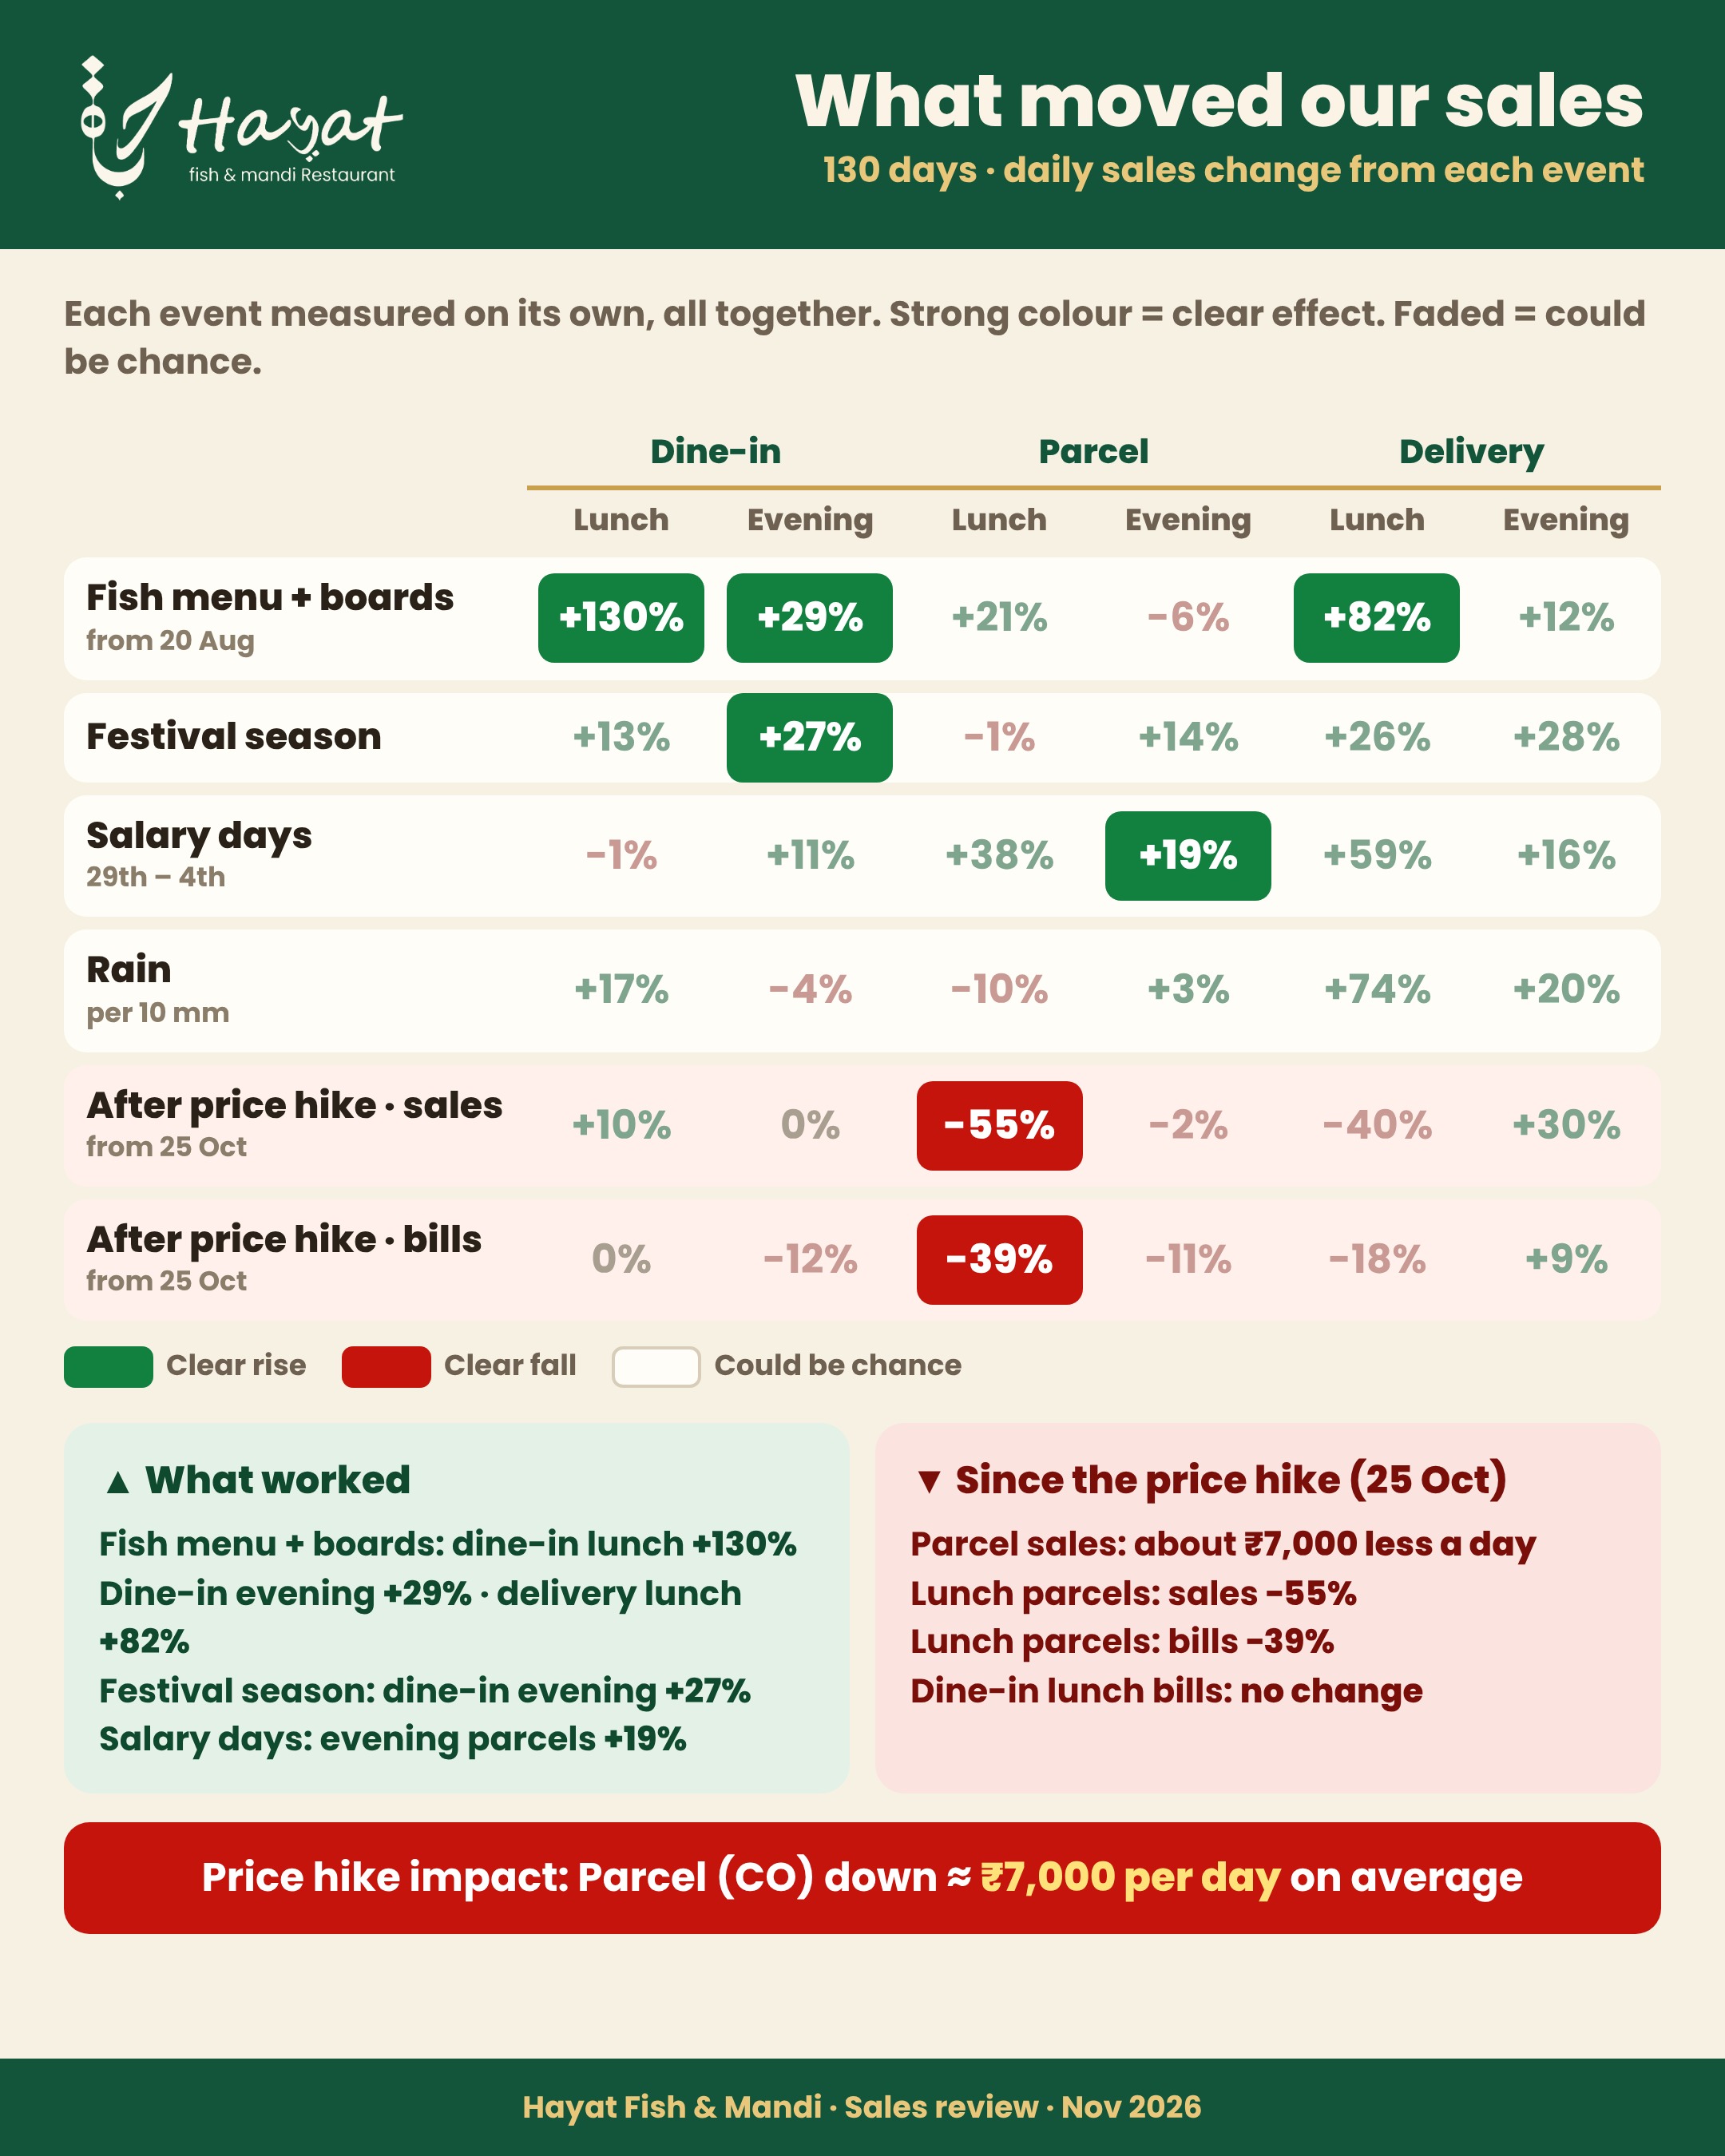 Hayat
fish & mandi Restaurant
What moved our sales
130 days · daily sales change from each event
Each event measured on its own, all together. Strong colour = clear effect. Faded = could
be chance.
Dine-in Parcel Delivery
Lunch Evening Lunch Evening Lunch Evening
Fish menu + boards
from 20 Aug
+130% +29% +21% −6% +82% +12%
Festival season
+13% +27% −1% +14% +26% +28%
Salary days
29th – 4th
−1% +11% +38% +19% +59% +16%
Rain
per 10 mm
+17% −4% −10% +3% +74% +20%
After price hike · sales
from 25 Oct
+10% 0% −55% −2% −40% +30%
After price hike · bills
from 25 Oct
0% −12% −39% −11% −18% +9%
Clear rise Clear fall Could be chance
▲ What worked
Fish menu + boards: dine-in lunch +130%
Dine-in evening +29% · delivery lunch
+82%
Festival season: dine-in evening +27%
Salary days: evening parcels +19%
▼ Since the price hike (25 Oct)
Parcel sales: about ₹7,000 less a day
Lunch parcels: sales −55%
Lunch parcels: bills −39%
Dine-in lunch bills: no change
Price hike impact: Parcel (CO) down ≈ ₹7,000 per day on average
Hayat Fish & Mandi · Sales review · Nov 2026